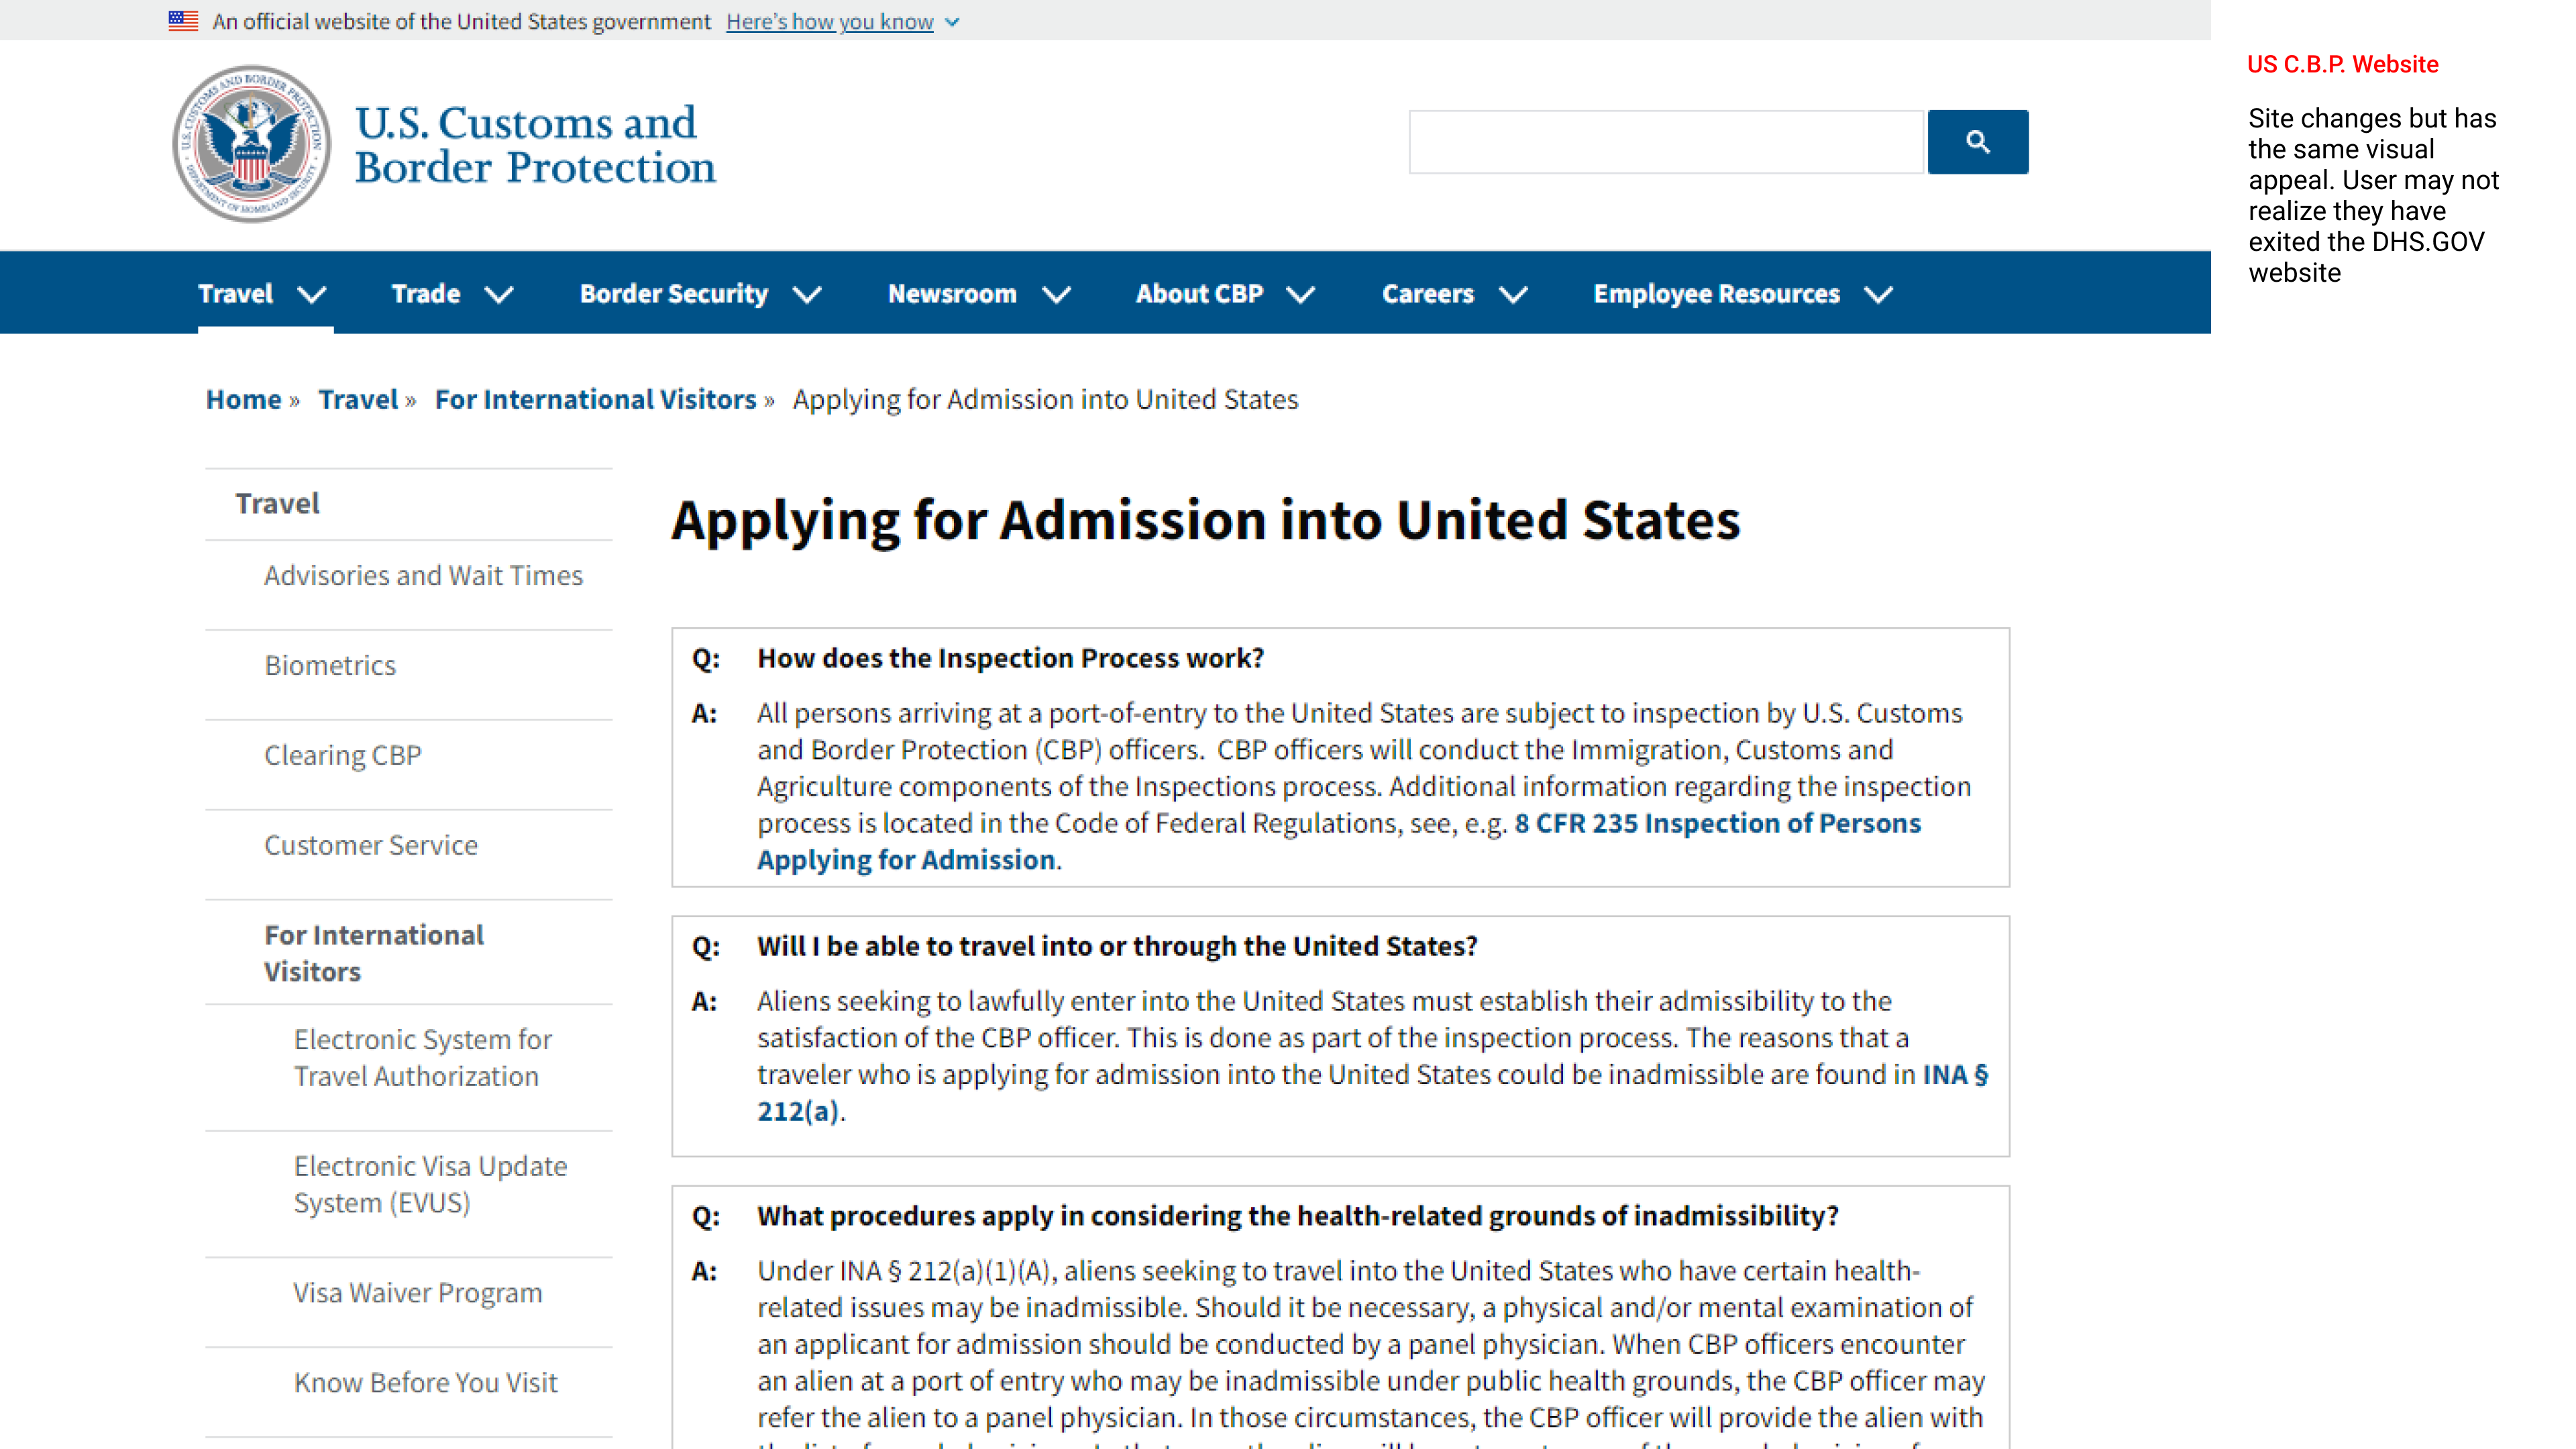 An official website of the United States government Here's how you know
US C.B.P. Website
Site changes but has
the same visual
appeal. User may not
realize they have
exited the DHS.GOV
website
U.S. CUSTOMS AND BORDER PROTECTION
DEPARTMENT OF HOMELAND SECURITY
U.S. Customs and
Border Protection
Travel Trade Border Security Newsroom About CBP Careers Employee Resources
Home » Travel » For International Visitors » Applying for Admission into United States
Travel
Advisories and Wait Times
Biometrics
Clearing CBP
Customer Service
For International
Visitors
Electronic System for
Travel Authorization
Electronic Visa Update
System (EVUS)
Visa Waiver Program
Know Before You Visit
Applying for Admission into United States
Q: How does the Inspection Process work?
A: All persons arriving at a port-of-entry to the United States are subject to inspection by U.S. Customs
and Border Protection (CBP) officers. CBP officers will conduct the Immigration, Customs and
Agriculture components of the Inspections process. Additional information regarding the inspection
process is located in the Code of Federal Regulations, see, e.g. 8 CFR 235 Inspection of Persons
Applying for Admission.
Q: Will I be able to travel into or through the United States?
A: Aliens seeking to lawfully enter into the United States must establish their admissibility to the
satisfaction of the CBP officer. This is done as part of the inspection process. The reasons that a
traveler who is applying for admission into the United States could be inadmissible are found in INA §
212(a).
Q: What procedures apply in considering the health-related grounds of inadmissibility?
A: Under INA § 212(a)(1)(A), aliens seeking to travel into the United States who have certain health-
related issues may be inadmissible. Should it be necessary, a physical and/or mental examination of
an applicant for admission should be conducted by a panel physician. When CBP officers encounter
an alien at a port of entry who may be inadmissible under public health grounds, the CBP officer may
refer the alien to a panel physician. In those circumstances, the CBP officer will provide the alien with